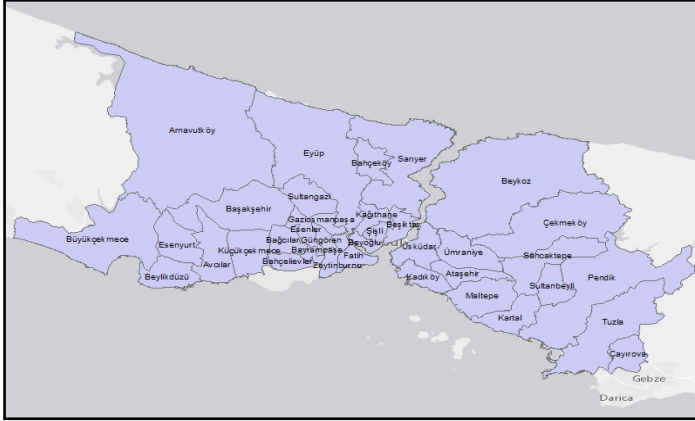 Arnavutköy
Eyüp
Bahçeköy
Sarıyer
Beykoz
Sultangazi
Başakşehir
Gaziosmanpaşa
Kağıthane
Beşiktaş
Çekmeköy
Esenler
Şişli
Büyükçekmece
Esenyurt
Küçükçekmece
Bağcılar
Güngören
Bayrampaşa
Beyoğlu
Üsküdar
Ümraniye
Sancaktepe
Avcılar
Bahçelievler
Zeytinburnu
Fatih
Beylikdüzü
Kadıköy
Ataşehir
Maltepe
Sultanbeyli
Pendik
Kartal
Tuzla
Çayırova
Gebze
Darica